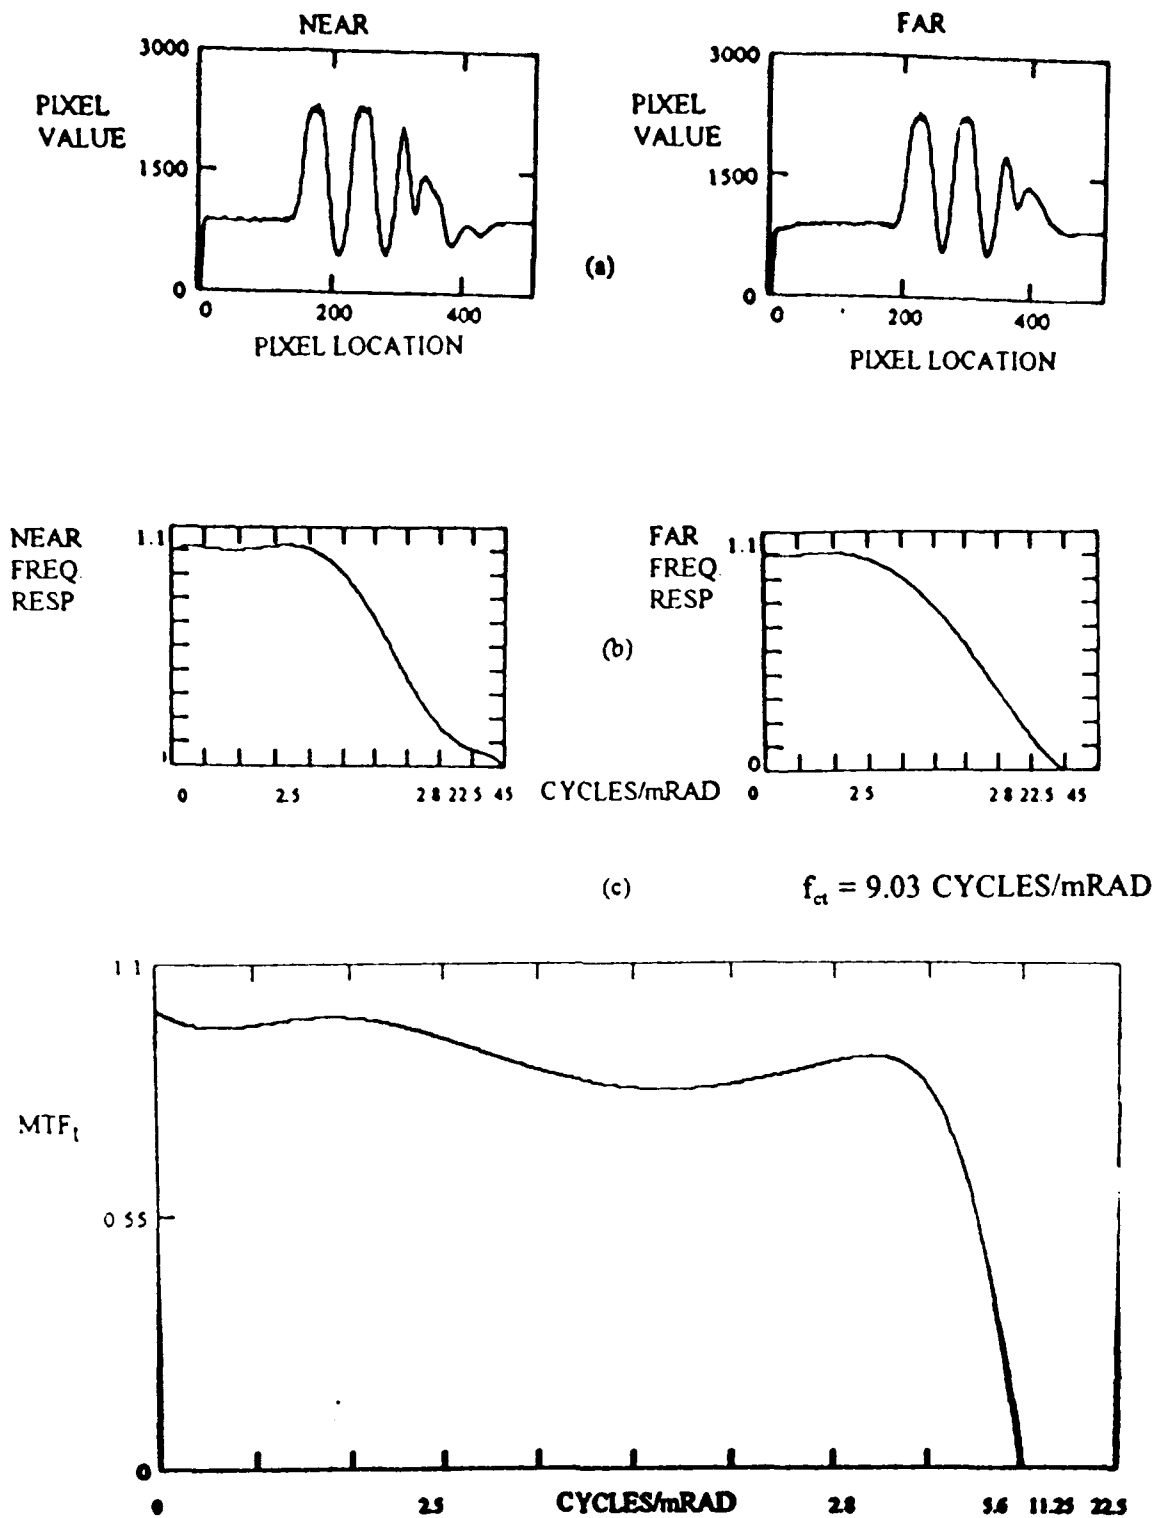 NEAR
3000
PIXEL
VALUE
1500
0
0 200 400
PIXEL LOCATION
FAR
3000
PIXEL
VALUE
1500
0
0 200 400
PIXEL LOCATION
(a)
NEAR
FREQ.
RESP
1.1
0 2.5 2.8 22.5 45
CYCLES/mRAD
FAR
FREQ
RESP
1.1
0
0 2.5 2.8 22.5 45
(b)
(c)
f_ct = 9.03 CYCLES/mRAD
1.1
MTF_t
0.55
0
0 2.5 CYCLES/mRAD 2.8 5.6 11.25 22.5